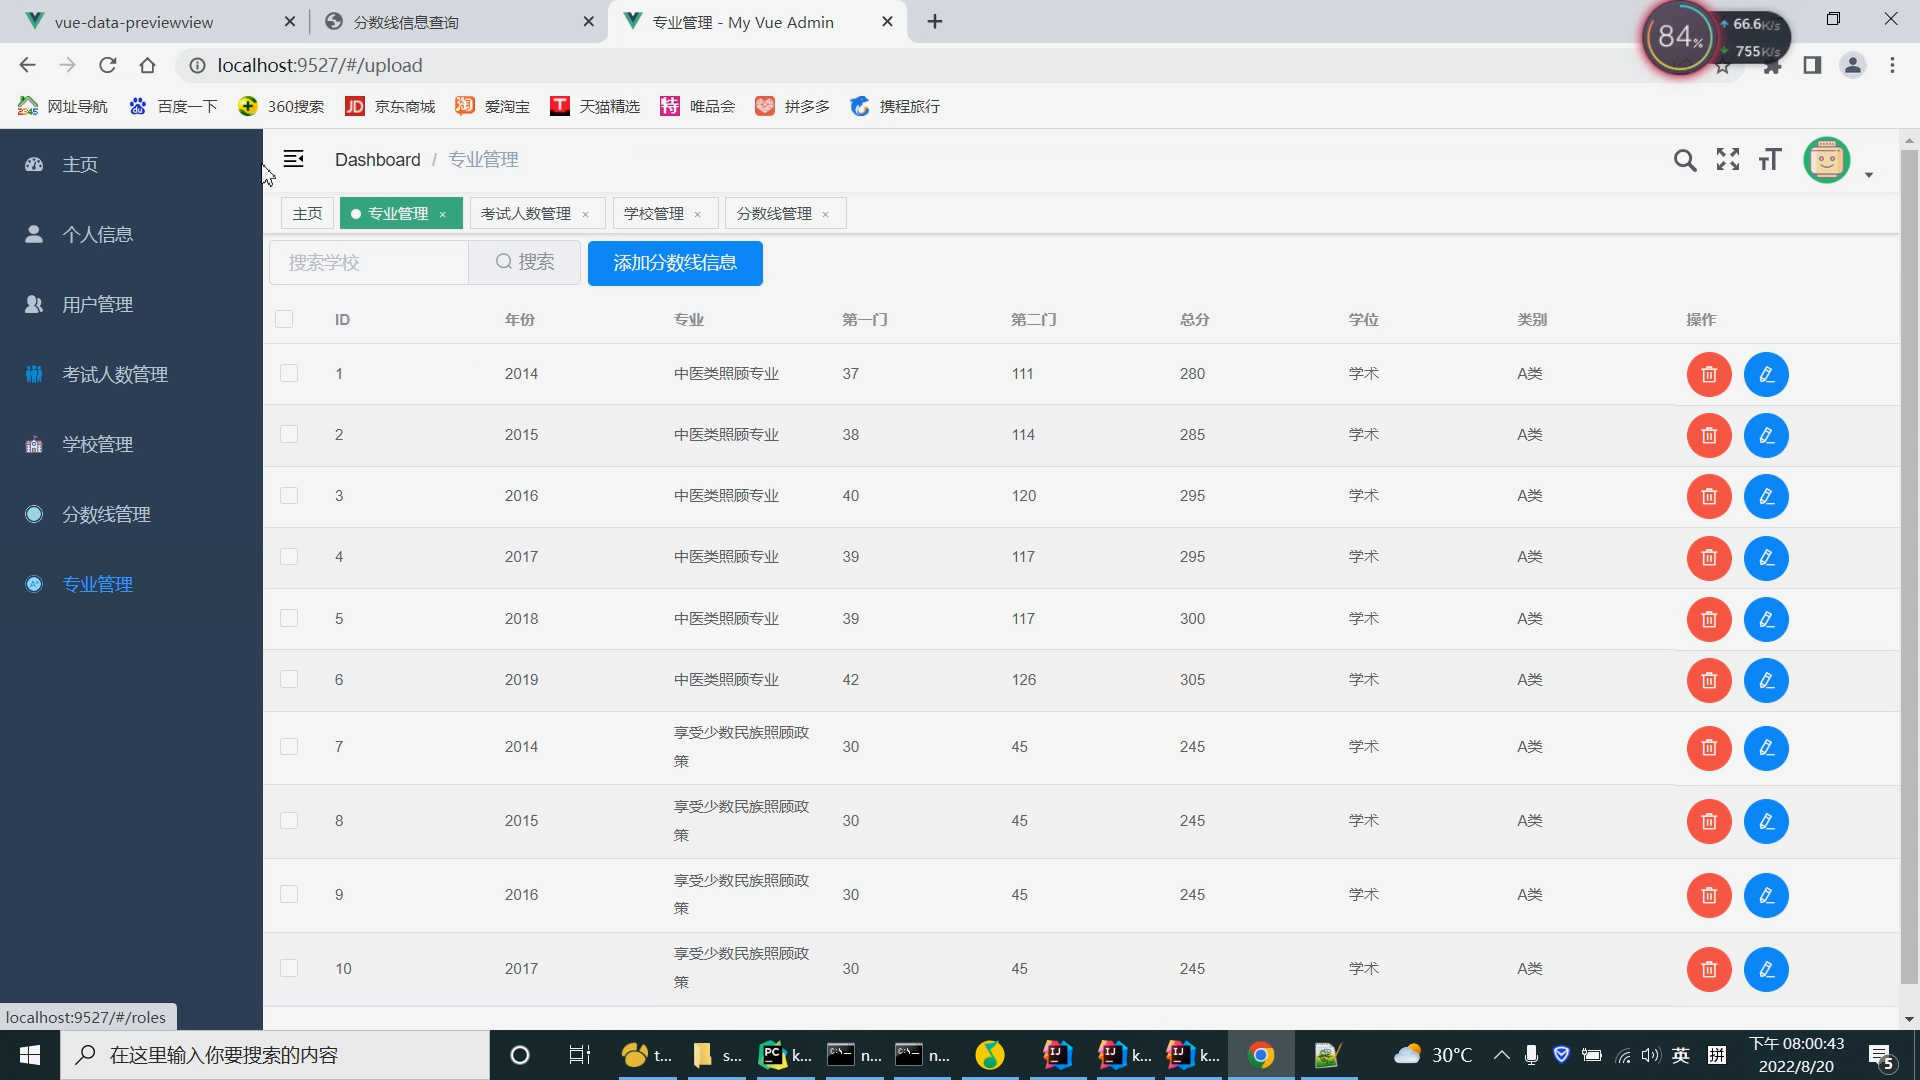 vue-data-previewview
分数线信息查询
专业管理 - My Vue Admin
84%
66.6K/s
755K/s
localhost:9527/#/upload
网址导航
百度一下
360搜索
京东商城
爱淘宝
天猫精选
唯品会
拼多多
携程旅行
主页
个人信息
用户管理
考试人数管理
学校管理
分数线管理
专业管理
Dashboard / 专业管理
主页 专业管理 × 考试人数管理 × 学校管理 × 分数线管理 ×
搜索学校 搜索 添加分数线信息
ID 年份 专业 第一门 第二门 总分 学位 类别 操作
1 2014 中医类照顾专业 37 111 280 学术 A类
2 2015 中医类照顾专业 38 114 285 学术 A类
3 2016 中医类照顾专业 40 120 295 学术 A类
4 2017 中医类照顾专业 39 117 295 学术 A类
5 2018 中医类照顾专业 39 117 300 学术 A类
6 2019 中医类照顾专业 42 126 305 学术 A类
7 2014 享受少数民族照顾政 30 45 245 学术 A类
策
8 2015 享受少数民族照顾政 30 45 245 学术 A类
策
9 2016 享受少数民族照顾政 30 45 245 学术 A类
策
10 2017 享受少数民族照顾政 30 45 245 学术 A类
策
localhost:9527/#/roles
在这里输入你要搜索的内容
t...
s...
k...
n...
n...
k...
k...
30°C
英
拼
下午 08:00:43
2022/8/20
5